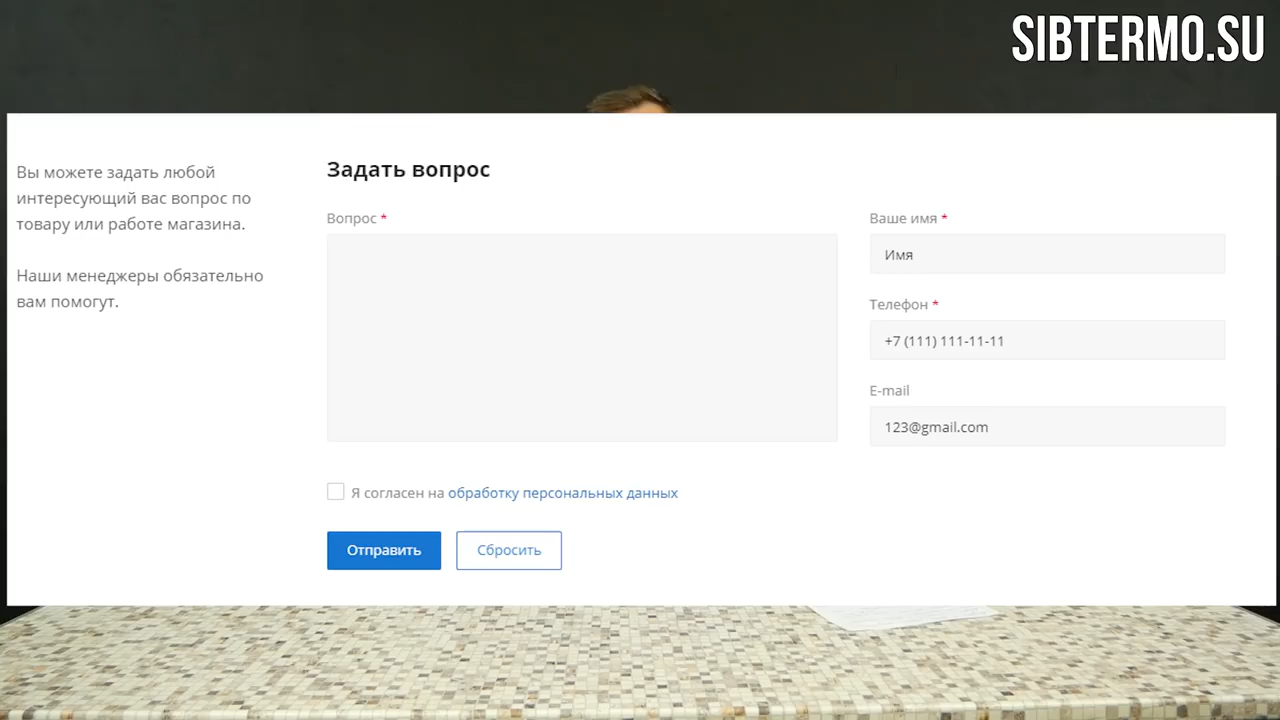 SIBTERMO.SU
Вы можете задать любой
интересующий вас вопрос по
товару или работе магазина.
Наши менеджеры обязательно
вам помогут.
Задать вопрос
Вопрос *
Ваше имя *
Имя
Телефон *
+7 (111) 111-11-11
E-mail
123@gmail.com
Я согласен на обработку персональных данных
Отправить
Сбросить